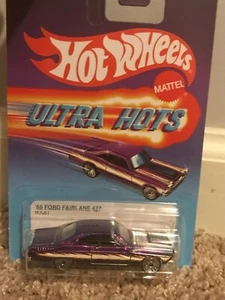 Hot Wheels
MATTEL
ULTRA HOTS
'66 FORD FAIRLANE 427